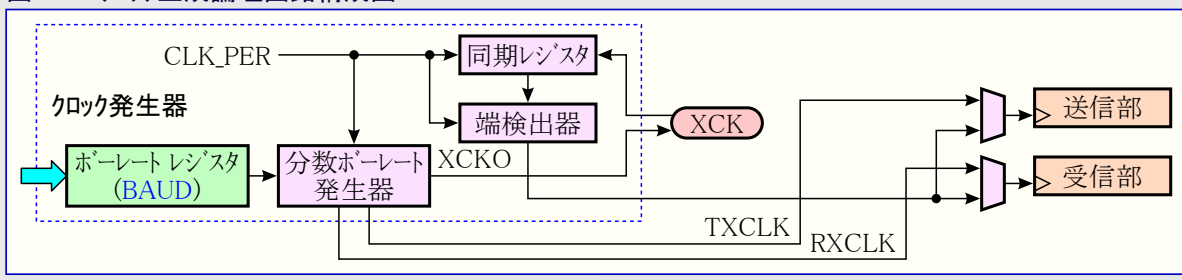 CLK_PER
同期レジスタ
クロック発生器
端検出器
XCK
送信部
ボーレート レジスタ
(BAUD)
分数ボーレート
発生器
XCKO
受信部
TXCLK
RXCLK